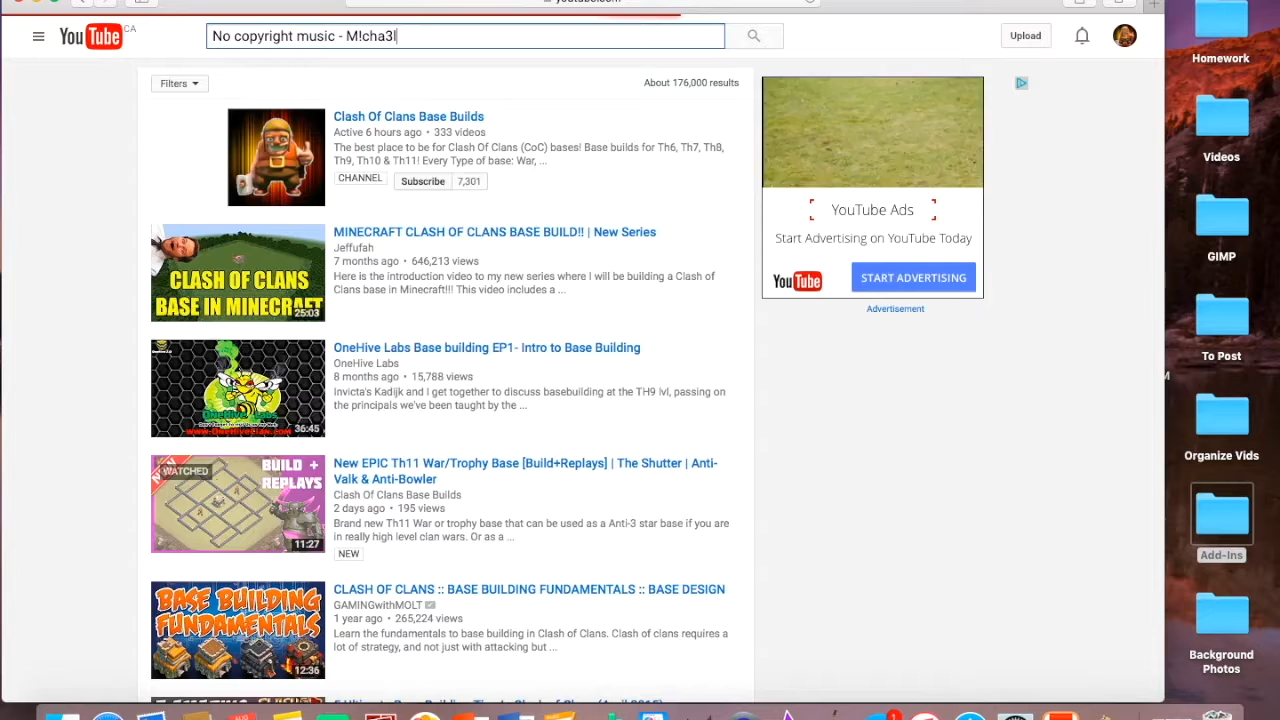 youtube.com
YouTube CA
No copyright music - M!cha3l
Upload
Filters
About 176,000 results
Clash Of Clans Base Builds
Active 6 hours ago • 333 videos
The best place to be for Clash Of Clans (CoC) bases! Base builds for Th6, Th7, Th8,
Th9, Th10 & Th11! Every Type of base: War, ...
CHANNEL
Subscribe 7,301
CLASH OF CLANS
BASE IN MINECRAFT
25:03
MINECRAFT CLASH OF CLANS BASE BUILD!! | New Series
Jeffufah
7 months ago • 646,213 views
Here is the introduction video to my new series where I will be building a Clash of
Clans base in Minecraft!!! This video includes a ...
OneHive Labs
www.OneHiveClan.com
36:45
OneHive Labs Base building EP1- Intro to Base Building
OneHive Labs
8 months ago • 15,788 views
Invicta's Kadijk and I get together to discuss basebuilding at the TH9 lvl, passing on
the principals we've been taught by the ...
WATCHED
BUILD +
REPLAYS
11:27
New EPIC Th11 War/Trophy Base [Build+Replays] | The Shutter | Anti-
Valk & Anti-Bowler
Clash Of Clans Base Builds
2 days ago • 195 views
Brand new Th11 War or trophy base that can be used as a Anti-3 star base if you are
in really high level clan wars. Or as a ...
NEW
BASE BUILDING
FUNDAMENTALS
12:36
CLASH OF CLANS :: BASE BUILDING FUNDAMENTALS :: BASE DESIGN
GAMINGwithMOLT
1 year ago • 265,224 views
Learn the fundamentals to base building in Clash of Clans. Clash of clans requires a
lot of strategy, and not just with attacking but ...
YouTube Ads
Start Advertising on YouTube Today
YouTube
START ADVERTISING
Advertisement
Homework
Videos
GIMP
To Post
Organize Vids
Add-Ins
Background
Photos